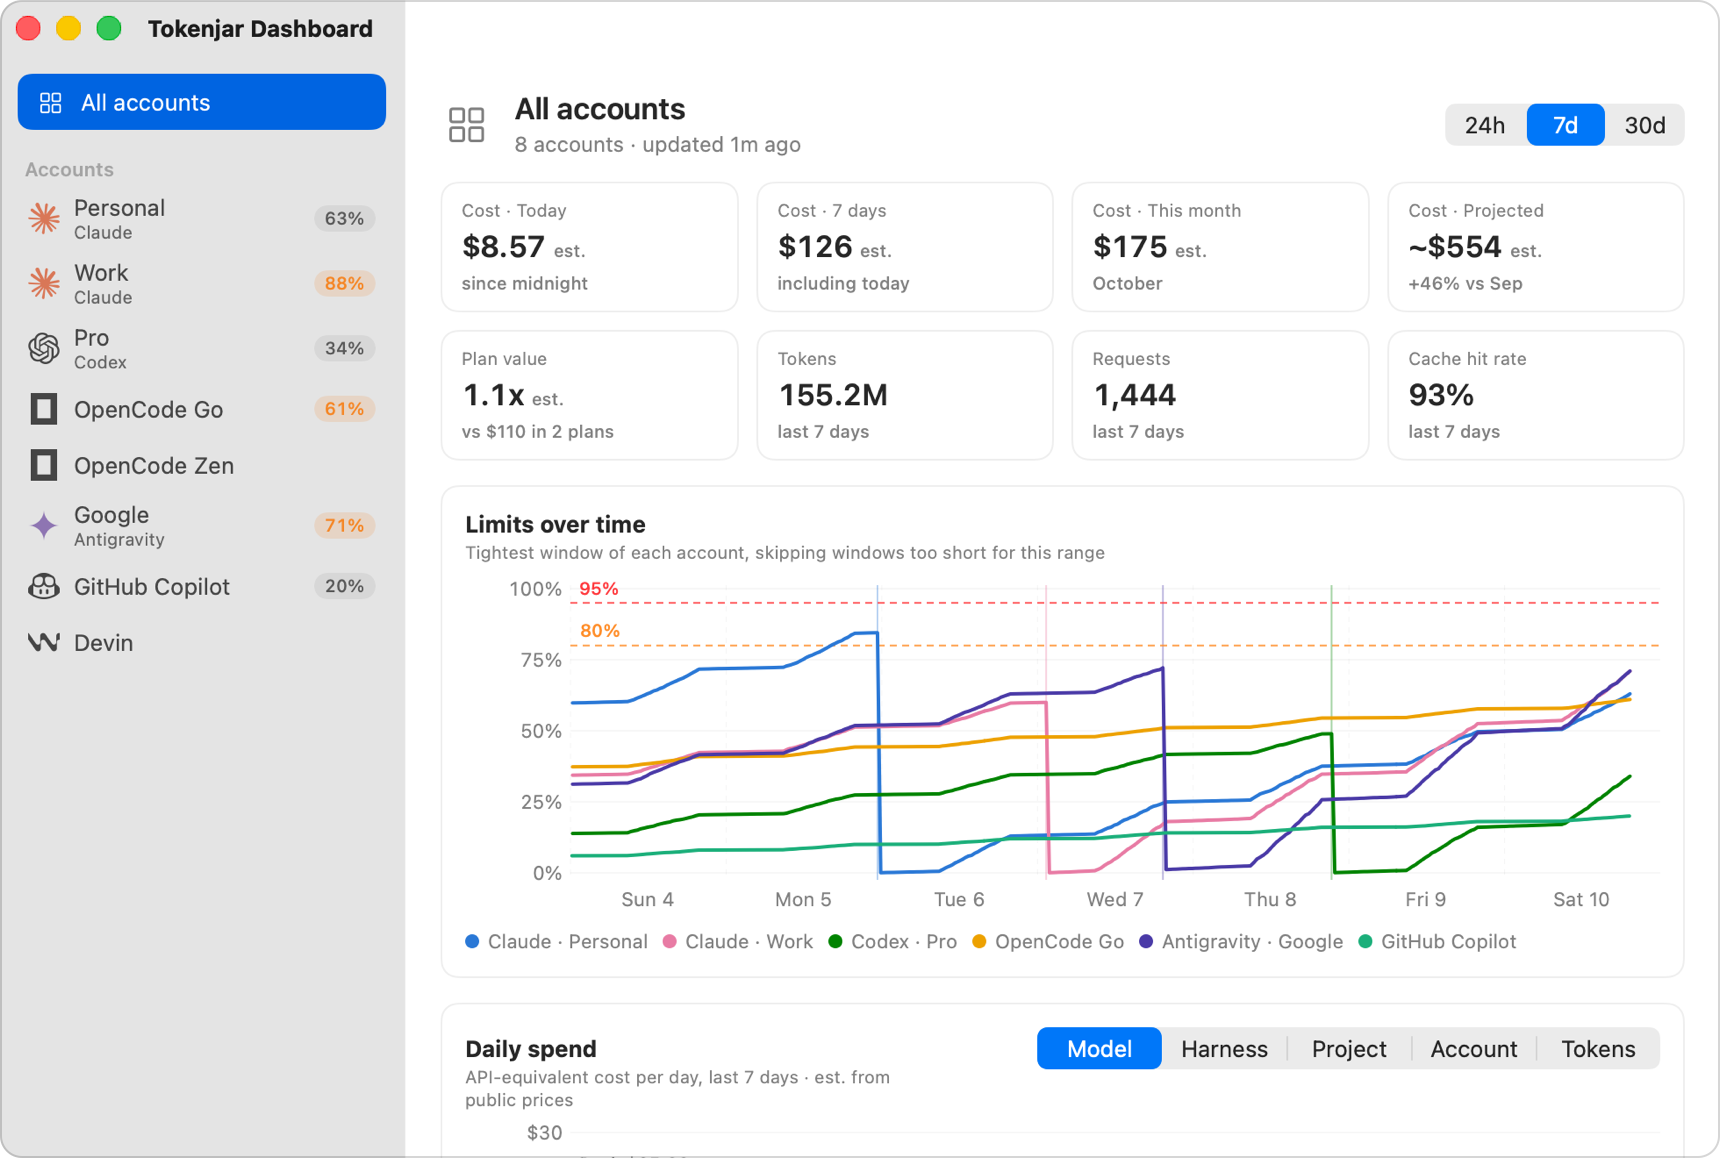 Tokenjar Dashboard
All accounts
Accounts
Personal
Claude
63%
Work
Claude
88%
Pro
Codex
34%
OpenCode Go
61%
OpenCode Zen
Google
Antigravity
71%
GitHub Copilot
20%
Devin
All accounts
8 accounts · updated 1m ago
24h 7d 30d
Cost · Today
$8.57 est.
since midnight
Cost · 7 days
$126 est.
including today
Cost · This month
$175 est.
October
Cost · Projected
~$554 est.
+46% vs Sep
Plan value
1.1x est.
vs $110 in 2 plans
Tokens
155.2M
last 7 days
Requests
1,444
last 7 days
Cache hit rate
93%
last 7 days
Limits over time
Tightest window of each account, skipping windows too short for this range
100%
95%
80%
75%
50%
25%
0%
Sun 4 Mon 5 Tue 6 Wed 7 Thu 8 Fri 9 Sat 10
Claude · Personal Claude · Work Codex · Pro OpenCode Go Antigravity · Google GitHub Copilot
Daily spend
API-equivalent cost per day, last 7 days · est. from
public prices
Model Harness Project Account Tokens
$30